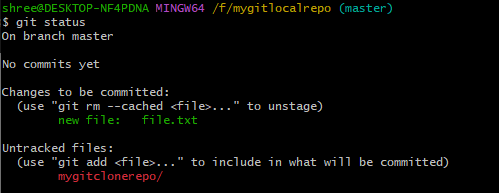 shree@DESKTOP-NF4PDNA MINGW64 /f/mygitlocalrepo (master)
$ git status
On branch master
No commits yet
Changes to be committed:
(use "git rm --cached <file>..." to unstage)
new file: file.txt
Untracked files:
(use "git add <file>..." to include in what will be committed)
mygitclonerepo/